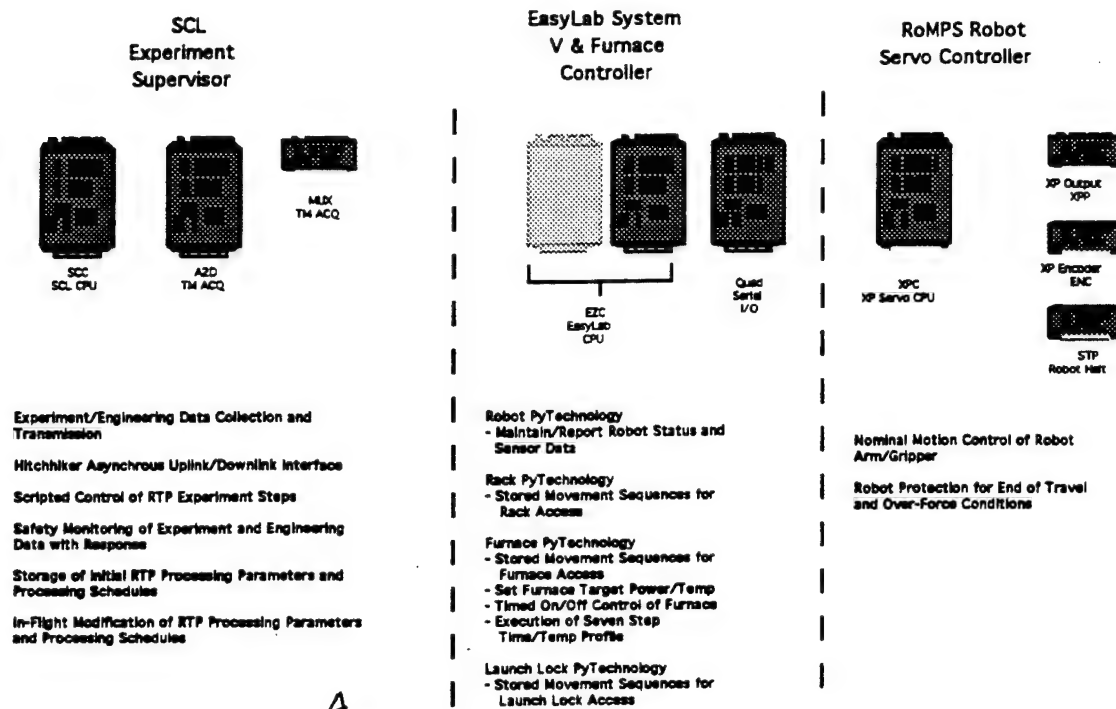 SCL
Experiment
Supervisor
MUX
TM ACQ
SCC
SCL CPU
A2D
TM ACQ
Experiment/Engineering Data Collection and
Transmission
Hitchhiker Asynchrous Uplink/Downlink Interface
Scripted Control of RTP Experiment Steps
Safety Monitoring of Experiment and Engineering
Data with Response
Storage of Initial RTP Processing Parameters and
Processing Schedules
In-Flight Modification of RTP Processing Parameters
and Processing Schedules
EasyLab System
V & Furnace
Controller
EZC
EasyLab
CPU
Quad
Serial
I/O
Robot PyTechnology
- Maintain/Report Robot Status and
Sensor Data
Rack PyTechnology
- Stored Movement Sequences for
Rack Access
Furnace PyTechnology
- Stored Movement Sequences for
Furnace Access
- Set Furnace Target Power/Temp
- Timed On/Off Control of Furnace
- Execution of Seven Step
Time/Temp Profile
Launch Lock PyTechnology
- Stored Movement Sequences for
Launch Lock Access
RoMPS Robot
Servo Controller
XPC
XP Servo CPU
XP Output
XPP
XP Encoder
ENC
STP
Robot Halt
Nominal Motion Control of Robot
Arm/Gripper
Robot Protection for End of Travel
and Over-Force Conditions